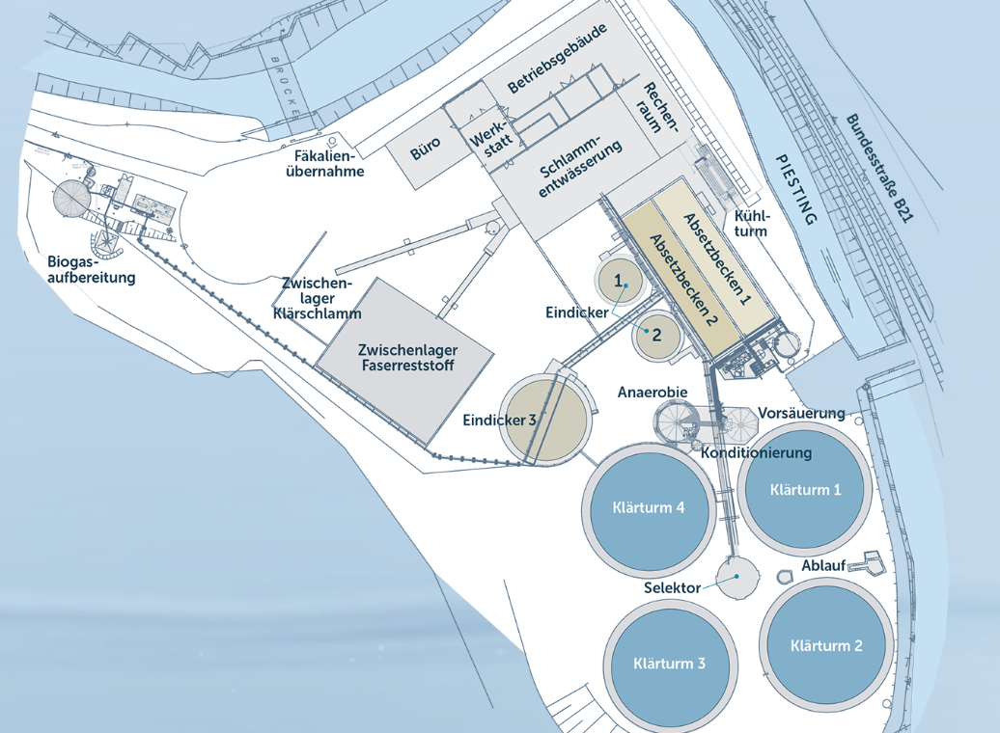 BRÜCKE
Betriebsgebäude
Rechen-
raum
Büro
Werk-
statt
Schlamm-
entwässerung
Fäkalien-
übernahme
PIESTING
Bundesstraße B21
Kühl-
turm
Absetzbecken 1
Absetzbecken 2
Biogas-
aufbereitung
Zwischen-
lager
Klärschlamm
1
Eindicker
2
Zwischenlager
Faserreststoff
Anaerobie
Vorsäuerung
Eindicker 3
Konditionierung
Klärturm 4
Klärturm 1
Ablauf
Selektor
Klärturm 3
Klärturm 2